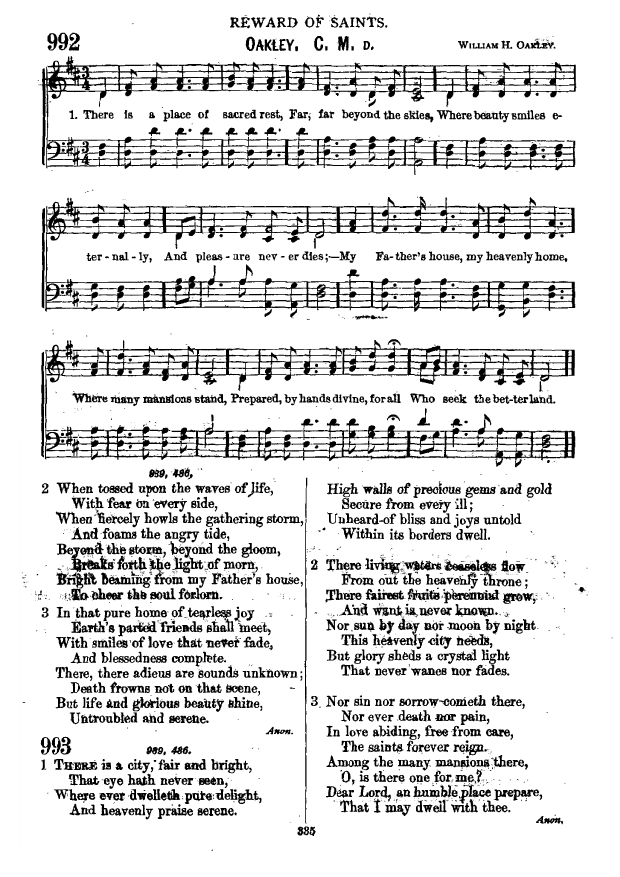 REWARD OF SAINTS.
992 OAKLEY. C. M. D. WILLIAM H. OAKLEY.
1. There is a place of sacred rest, Far, far beyond the skies, Where beauty smiles e-
ter-nal-ly, And pleas-ure nev-er dies;—My Fa-ther's house, my heavenly home,
Where many mansions stand, Prepared, by hands divine, for all Who seek the bet-ter land.
989, 486,
2 When tossed upon the waves of life,
With fear on every side,
When fiercely howls the gathering storm,
And foams the angry tide,
Beyond the storm, beyond the gloom,
Breaks forth the light of morn,
Bright beaming from my Father's house,
To cheer the soul forlorn.
3 In that pure home of tearless joy
Earth's parted friends shall meet,
With smiles of love that never fade,
And blessedness complete.
There, there adieus are sounds unknown;
Death frowns not on that scene,
But life and glorious beauty shine,
Untroubled and serene.
Anon.
993 989, 486.
1 THERE is a city, fair and bright,
That eye hath never seen,
Where ever dwelleth pure delight,
And heavenly praise serene.
High walls of precious gems and gold
Secure from every ill;
Unheard-of bliss and joys untold
Within its borders dwell.
2 There living waters ceaseless flow
From out the heavenly throne;
There fairest fruits perennial grow,
And want is never known.
Nor sun by day nor moon by night
This heavenly city needs,
But glory sheds a crystal light
That never wanes nor fades.
3 Nor sin nor sorrow cometh there,
Nor ever death nor pain,
In love abiding, free from care,
The saints forever reign.
Among the many mansions there,
O, is there one for me?
Dear Lord, an humble place prepare,
That I may dwell with thee.
Anon.
335